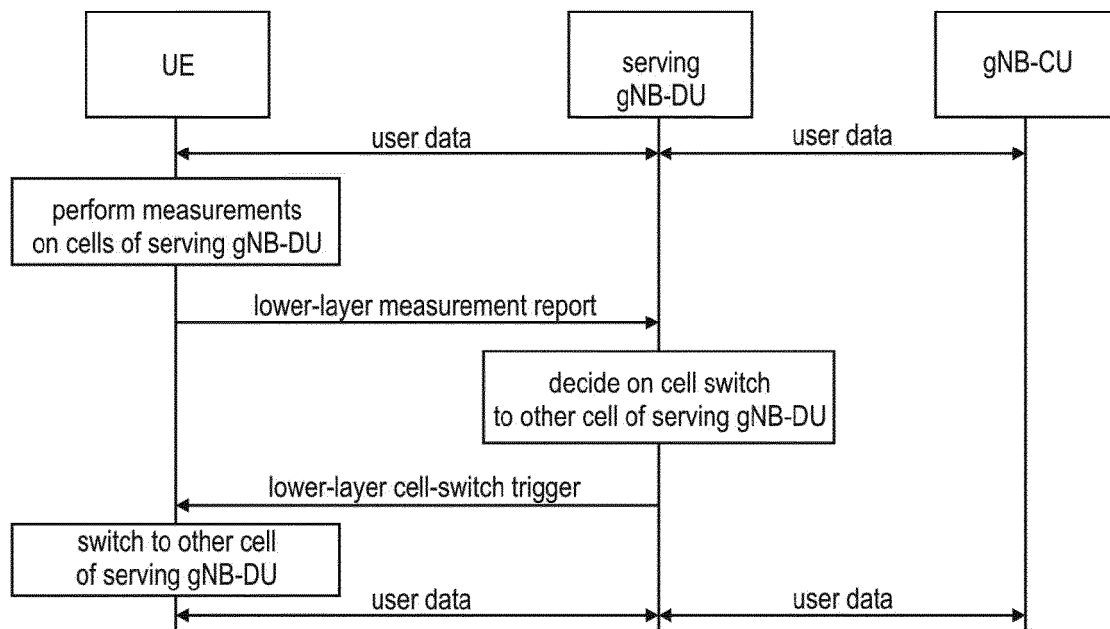 UE
serving
gNB-DU
gNB-CU
user data
user data
perform measurements
on cells of serving gNB-DU
lower-layer measurement report
decide on cell switch
to other cell of serving gNB-DU
lower-layer cell-switch trigger
switch to other cell
of serving gNB-DU
user data
user data